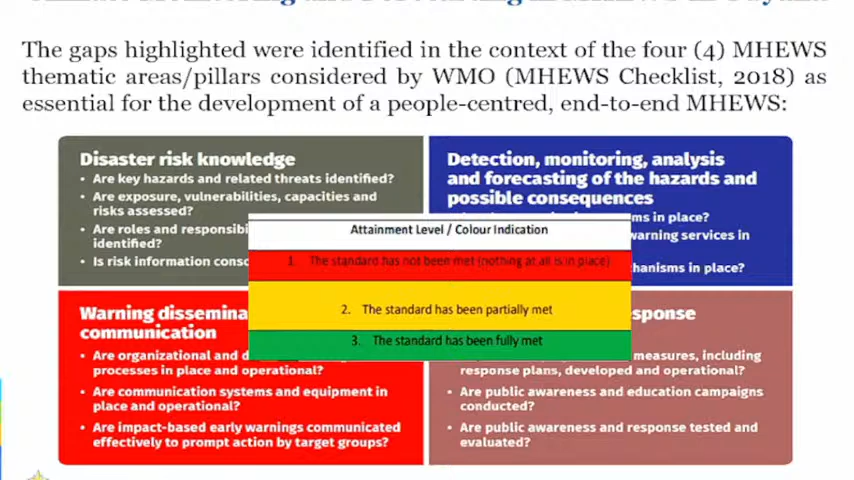 The gaps highlighted were identified in the context of the four (4) MHEWS
thematic areas/pillars considered by WMO (MHEWS Checklist, 2018) as
essential for the development of a people-centred, end-to-end MHEWS:
Disaster risk knowledge
• Are key hazards and related threats identified?
• Are exposure, vulnerabilities, capacities and
risks assessed?
• Are roles and
identified?
• Is risk information
Detection, monitoring, analysis
and forecasting of the hazards and
possible consequences
in place?
warning services in
in place?
Attainment Level / Colour Indication
1. The standard has not been met (nothing at all is in place)
2. The standard has been partially met
3. The standard has been fully met
Warning
communication
• Are organizational and
processes in place and operational?
• Are communication systems and equipment in
place and operational?
• Are impact-based early warnings communicated
effectively to prompt action by target groups?
measures, including
response plans, developed and operational?
• Are public awareness and education campaigns
conducted?
• Are public awareness and response tested and
evaluated?